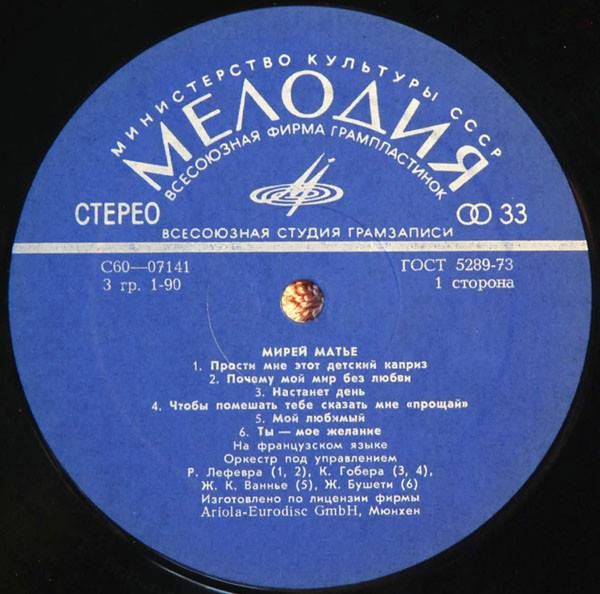 МИНИСТЕРСТВО КУЛЬТУРЫ СССР
МЕЛОДИЯ
ВСЕСОЮЗНАЯ ФИРМА ГРАМПЛАСТИНОК
СТЕРЕО
33
ВСЕСОЮЗНАЯ СТУДИЯ ГРАМЗАПИСИ
С60—07141
ГОСТ 5289-73
3 гр. 1-90
1 сторона
МИРЕЙ МАТЬЕ
1. Прости мне этот детский каприз
2. Почему мой мир без любви
3. Настанет день
4. Чтобы помешать тебе сказать мне «прощай»
5. Мой любимый
6. Ты — мое желание
На французском языке
Оркестр под управлением
Р. Лефевра (1, 2), К. Гобера (3, 4),
Ж. К. Ваннье (5), Ж. Бушети (6)
Изготовлено по лицензии фирмы
Ariola-Eurodisc GmbH, Мюнхен